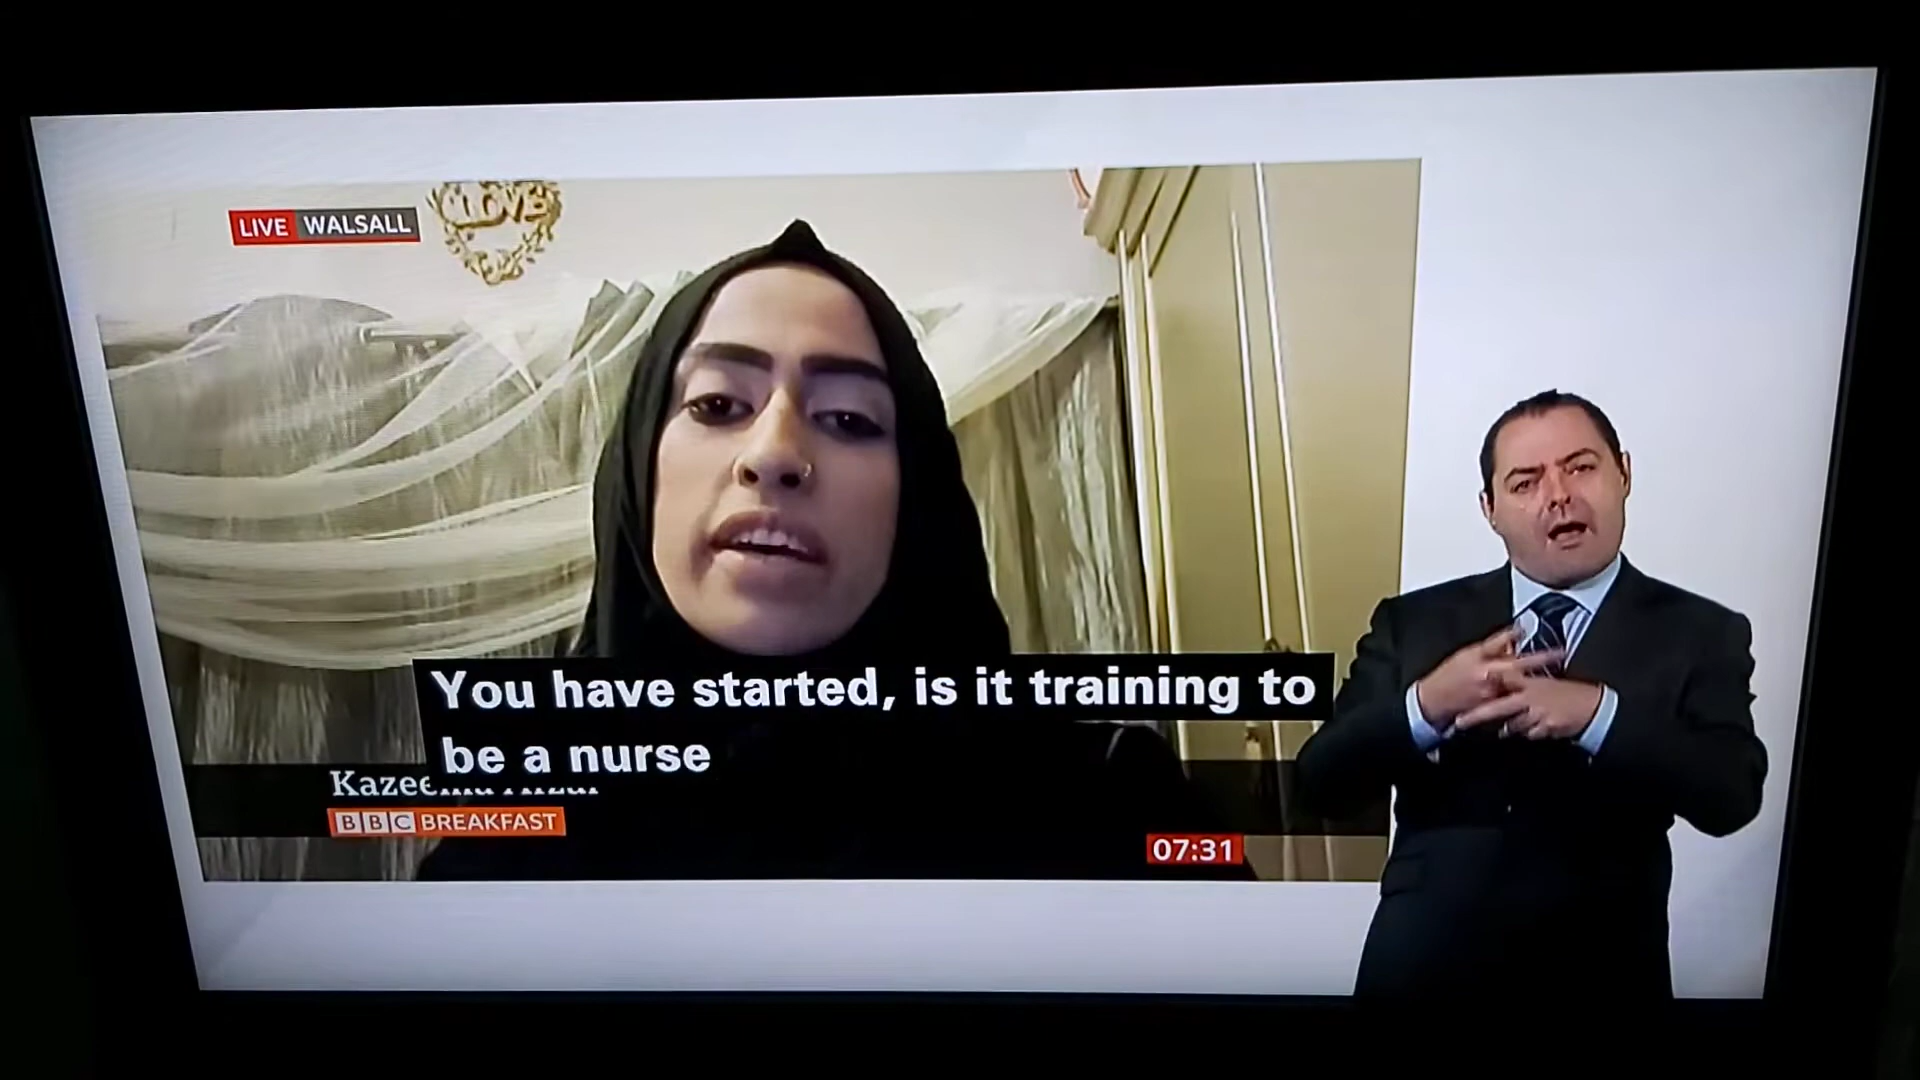 LIVE WALSALL
LOVE
You have started, is it training to
be a nurse
BBC BREAKFAST
07:31